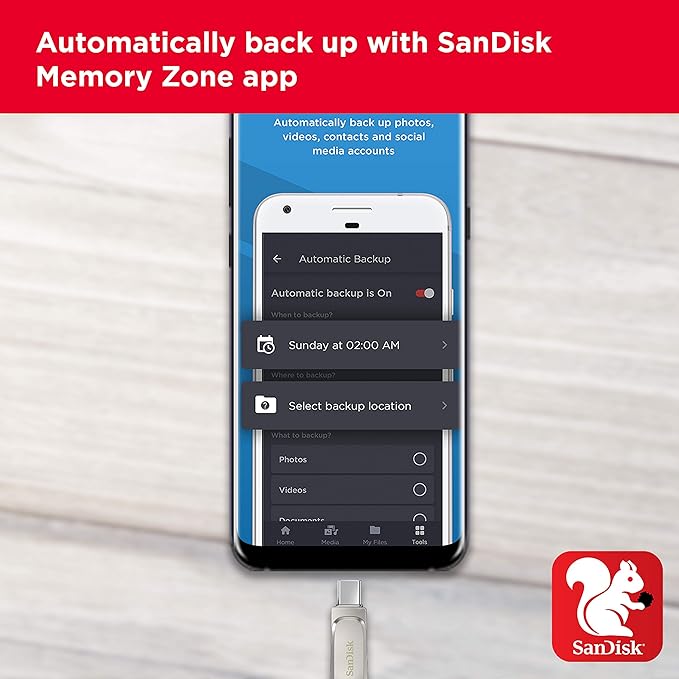 Automatically back up with SanDisk
Memory Zone app
Automatically back up photos,
videos, contacts and social
media accounts
Automatic Backup
Automatic backup is On
When to backup?
Sunday at 02:00 AM
Where to backup?
Select backup location
What to backup?
Photos
Videos
Documents
Home Media My Files Tools
SanDisk
SanDisk